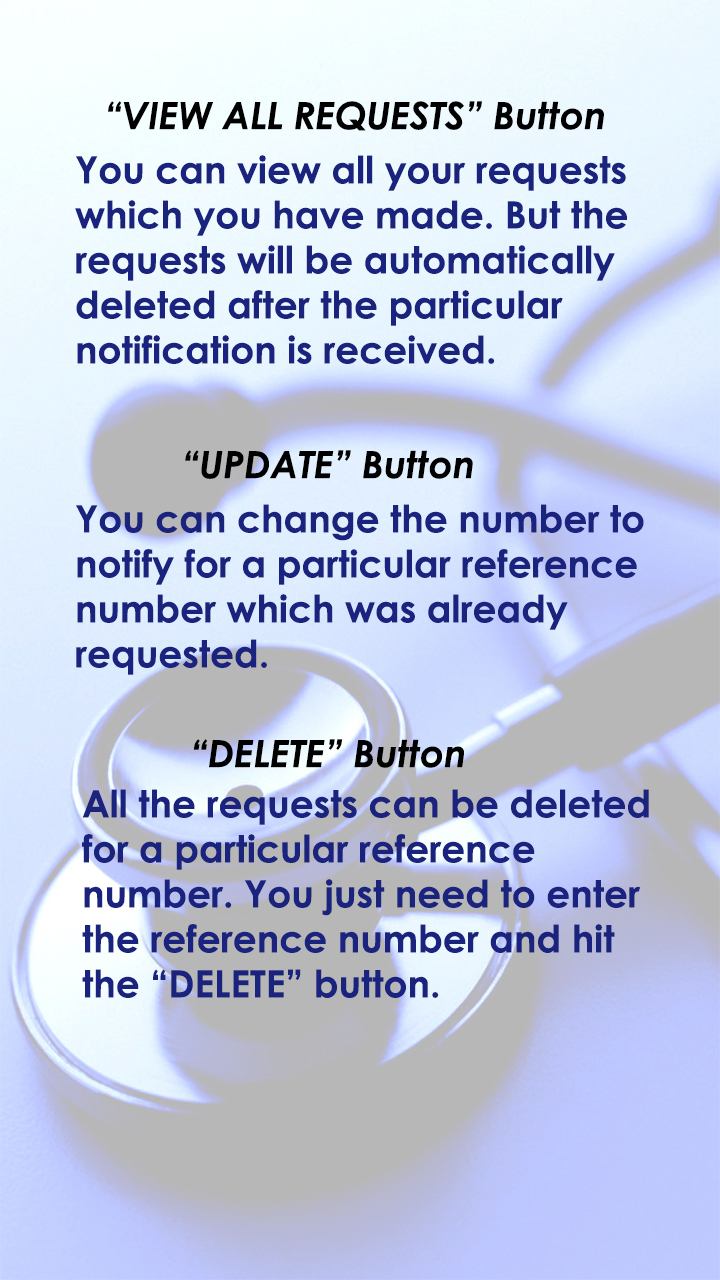 “VIEW ALL REQUESTS” Button
You can view all your requests
which you have made. But the
requests will be automatically
deleted after the particular
notification is received.
“UPDATE” Button
You can change the number to
notify for a particular reference
number which was already
requested.
“DELETE” Button
All the requests can be deleted
for a particular reference
number. You just need to enter
the reference number and hit
the “DELETE” button.